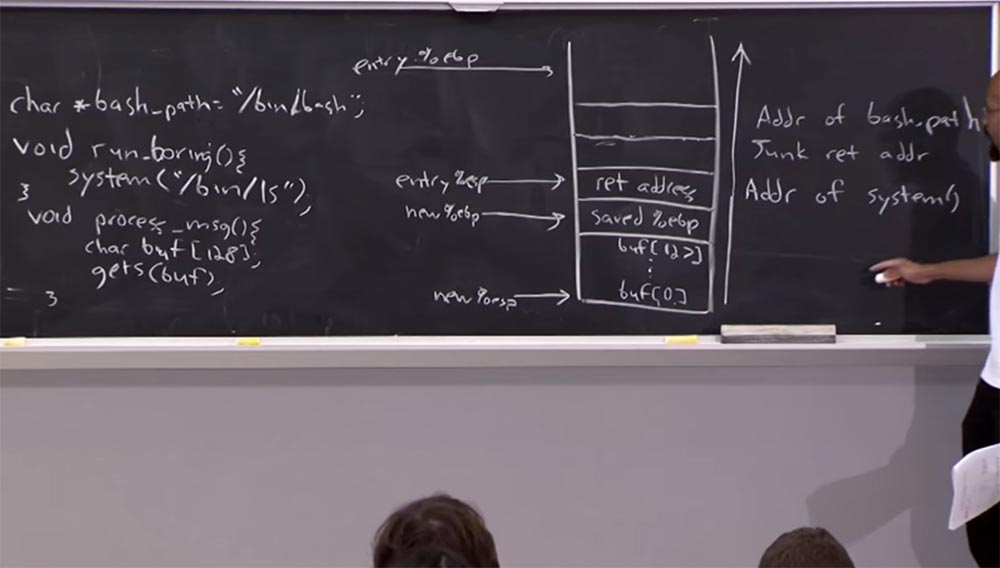 char *bash_path = "/bin/bash";
void run_boring(){
system("/bin/ls");
}
void process_msg(){
char buf[128];
gets(buf);
}
entry %ebp
entry %esp
new %ebp
new %esp
ret address
saved %ebp
buf[127]
⋮
buf[0]
Addr of bash_path
Junk ret addr
Addr of system()